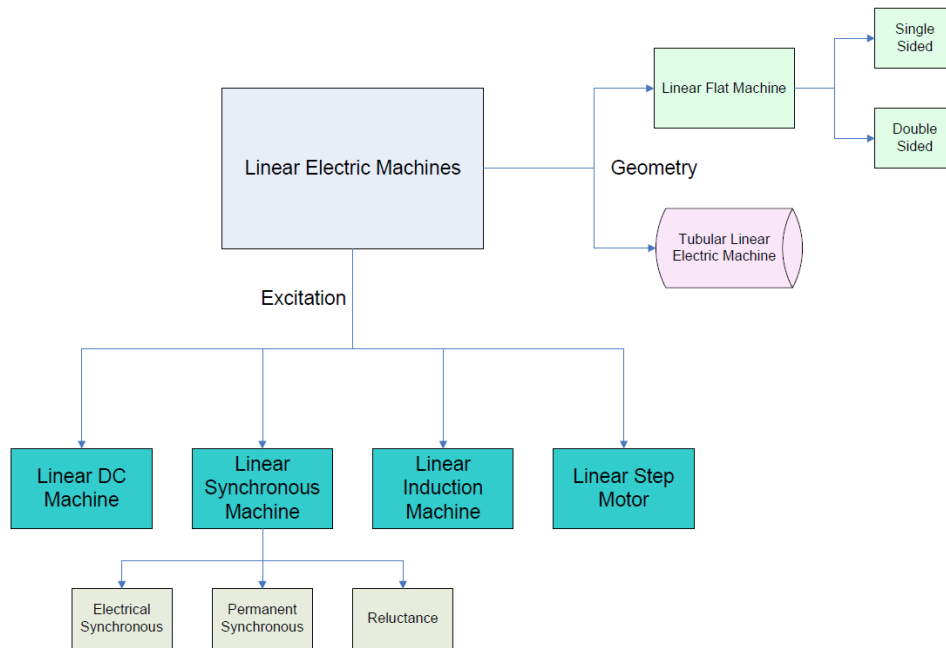 Single
Sided
Linear Flat Machine
Double
Sided
Linear Electric Machines
Geometry
Tubular Linear
Electric Machine
Excitation
Linear DC
Machine
Linear
Synchronous
Machine
Linear
Induction
Machine
Linear Step
Motor
Electrical
Synchronous
Permanent
Synchronous
Reluctance